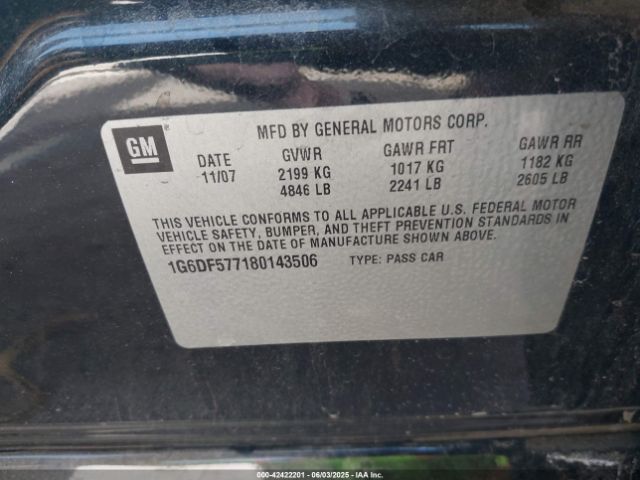 MFD BY GENERAL MOTORS CORP.
GM
DATE GVWR GAWR FRT GAWR RR
11/07 2199 KG 1017 KG 1182 KG
4846 LB 2241 LB 2605 LB
THIS VEHICLE CONFORMS TO ALL APPLICABLE U.S. FEDERAL MOTOR
VEHICLE SAFETY, BUMPER, AND THEFT PREVENTION STANDARDS IN
EFFECT ON THE DATE OF MANUFACTURE SHOWN ABOVE.
1G6DF577180143506 TYPE: PASS CAR
000-42422201 - 06/03/2025 - IAAI.COM